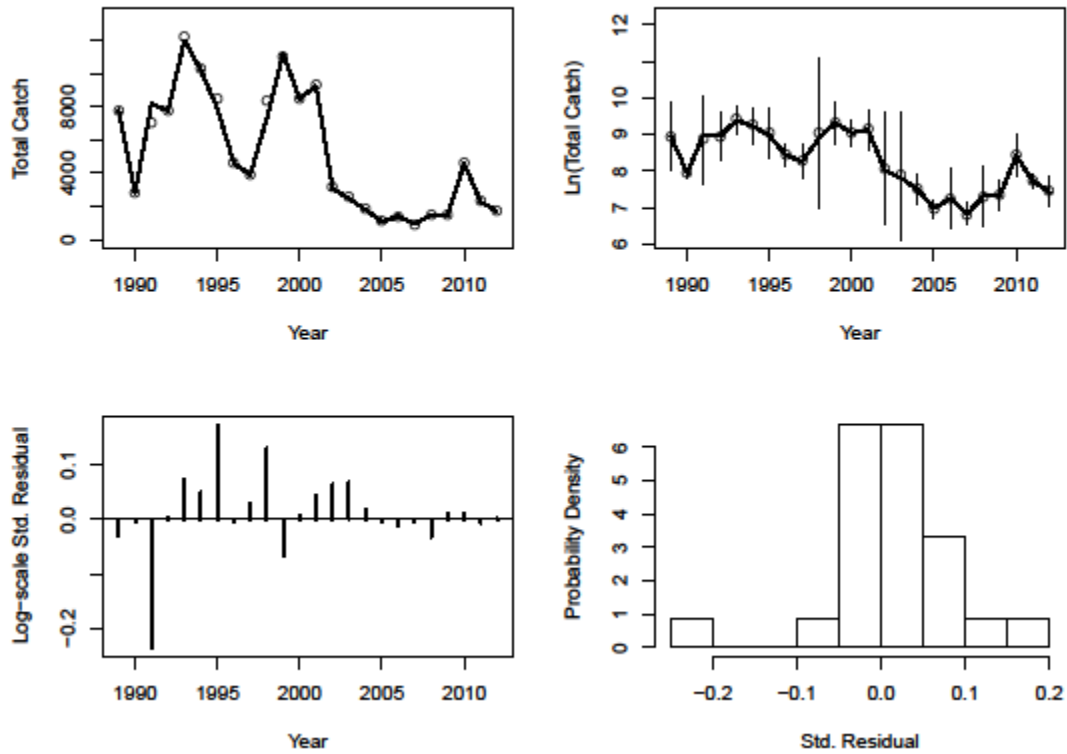 Total Catch
8000
4000
0
1990 1995 2000 2005 2010
Year
Ln(Total Catch)
12
10
9
8
7
6
1990 1995 2000 2005 2010
Year
Log-scale Std. Residual
0.1
0.0
−0.2
1990 1995 2000 2005 2010
Year
Probability Density
6
5
4
3
2
1
0
−0.2 −0.1 0.0 0.1 0.2
Std. Residual